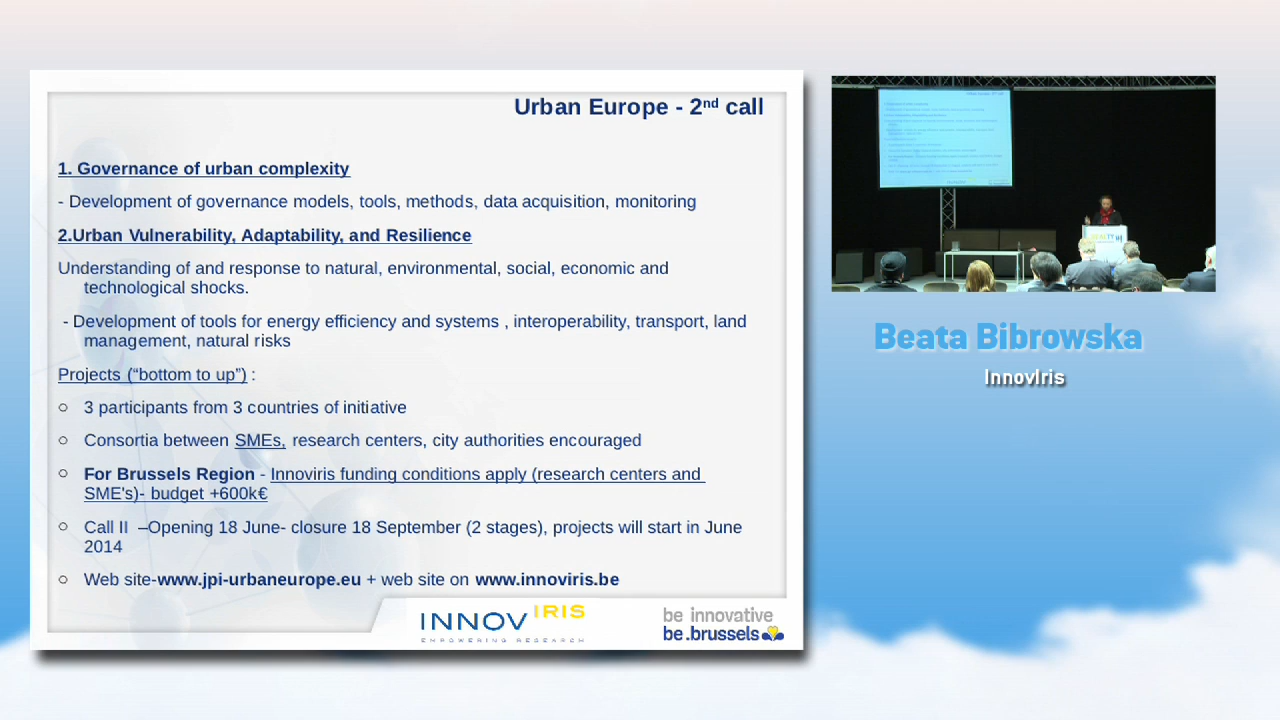 Urban Europe - 2nd call
1. Governance of urban complexity
- Development of governance models, tools, methods, data acquisition, monitoring
2.Urban Vulnerability, Adaptability, and Resilience
Understanding of and response to natural, environmental, social, economic and
technological shocks.
- Development of tools for energy efficiency and systems , interoperability, transport, land
management, natural risks
Projects (“bottom to up”) :
○ 3 participants from 3 countries of initiative
○ Consortia between SMEs, research centers, city authorities encouraged
○ For Brussels Region - Innoviris funding conditions apply (research centers and
SME's)- budget +600k€
○ Call II –Opening 18 June- closure 18 September (2 stages), projects will start in June
2014
○ Web site-www.jpi-urbaneurope.eu + web site on www.innoviris.be
INNOVIRIS
EMPOWERING RESEARCH
be innovative
be.brussels
Beata Bibrowska
InnovIris